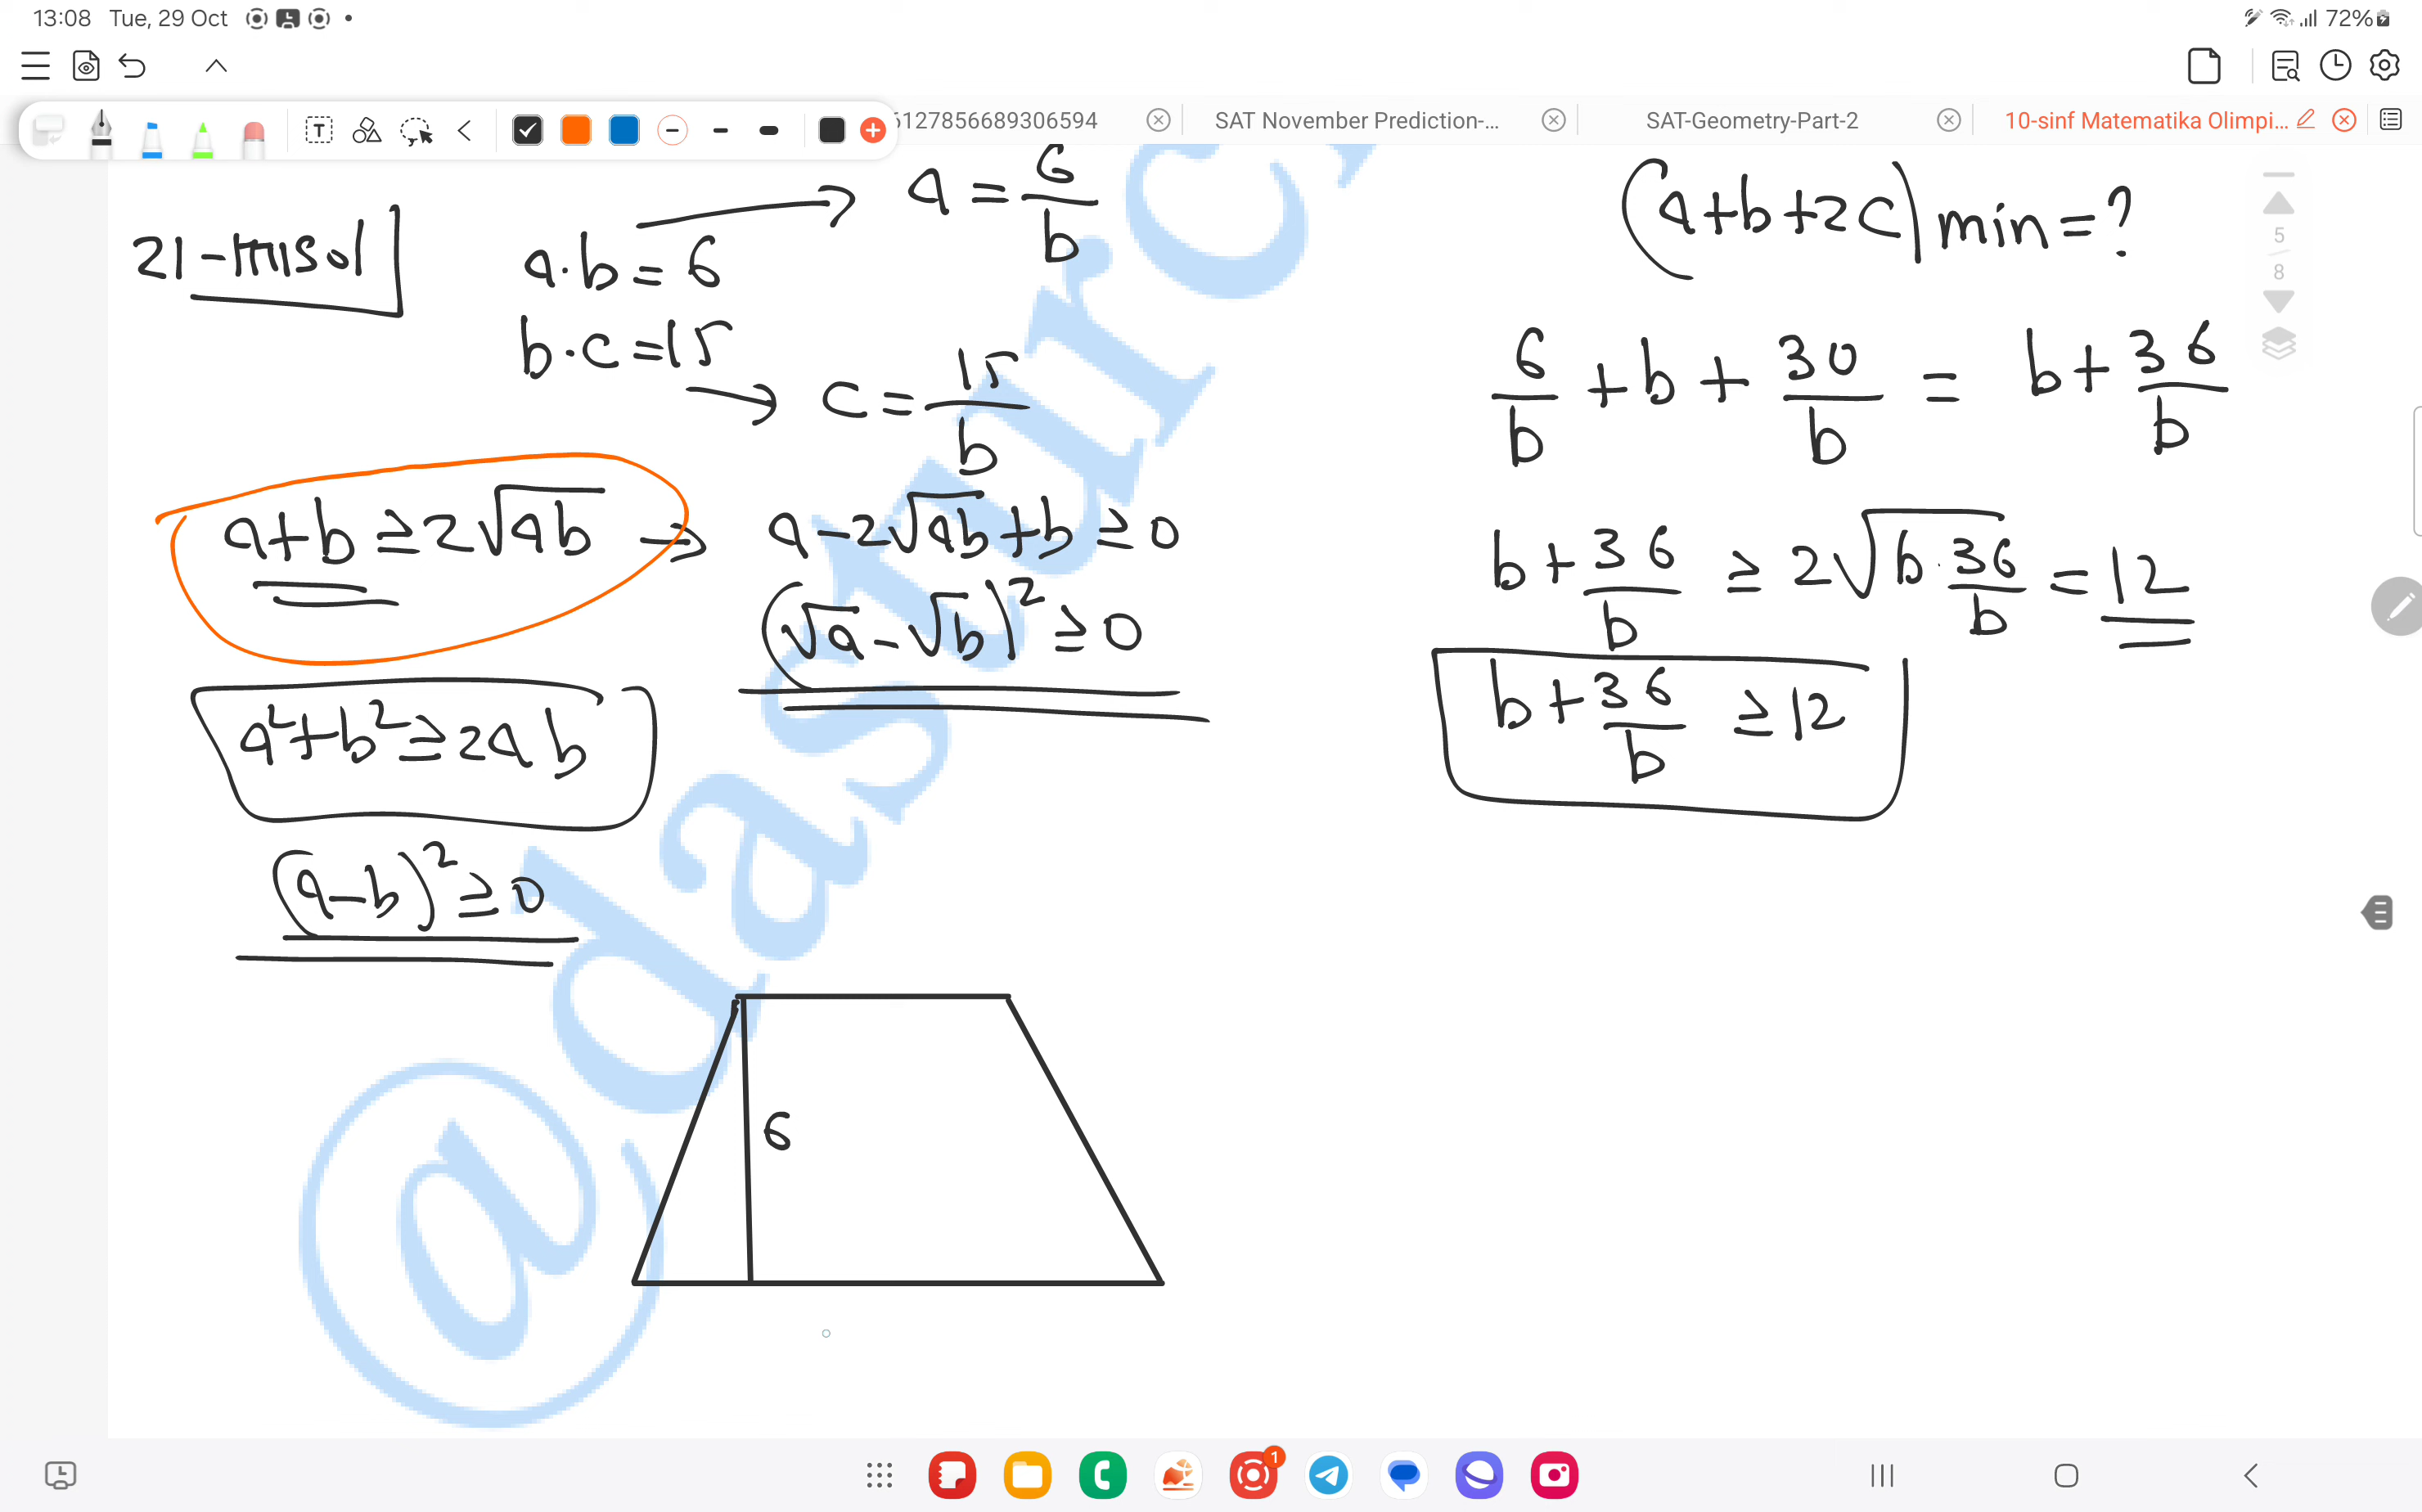 13:08 Tue, 29 Oct
72%
T
6127856689306594
SAT November Prediction-...
SAT-Geometry-Part-2
10-sinf Matematika Olimpi...
5
8
21-misol
a·b=6 → a=6/b
b·c=15 → c=15/b
(a+b+2c)min=?
6/b+b+30/b = b+36/b
a+b≥2√ab → a-2√ab+b≥0
(√a-√b)²≥0
b+36/b ≥ 2√b·36/b = 12
a²+b²≥2ab
b+36/b ≥12
(a-b)²≥0
6
1